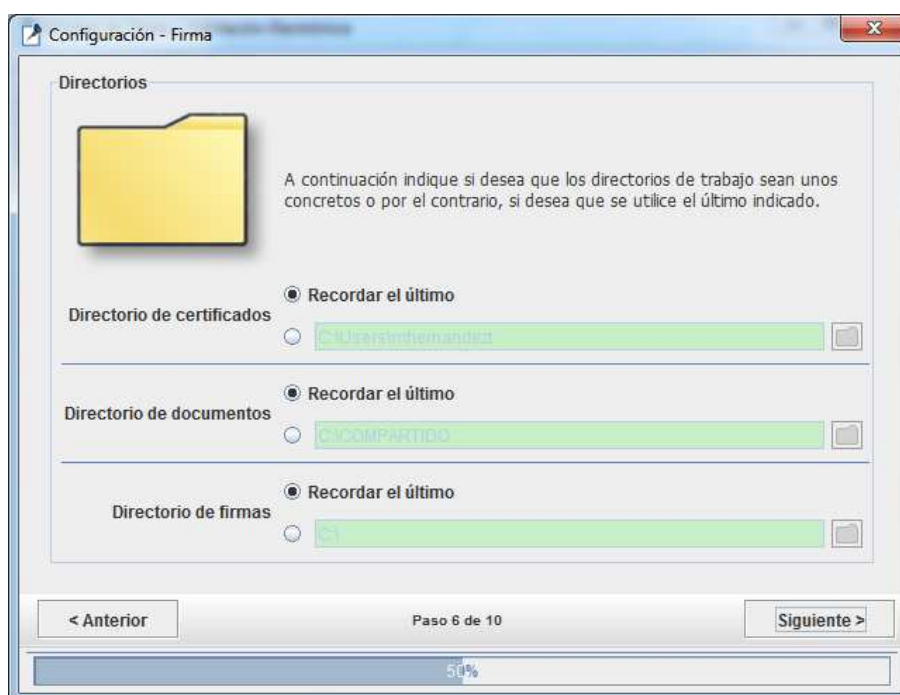 Configuración - Firma
Directorios
A continuación indique si desea que los directorios de trabajo sean unos
concretos o por el contrario, si desea que se utilice el último indicado.
Directorio de certificados
Recordar el último
C:\Users\mhernandezt
Directorio de documentos
Recordar el último
C:\COMPARTIDO
Directorio de firmas
Recordar el último
C:\
< Anterior
Paso 6 de 10
Siguiente >
50%